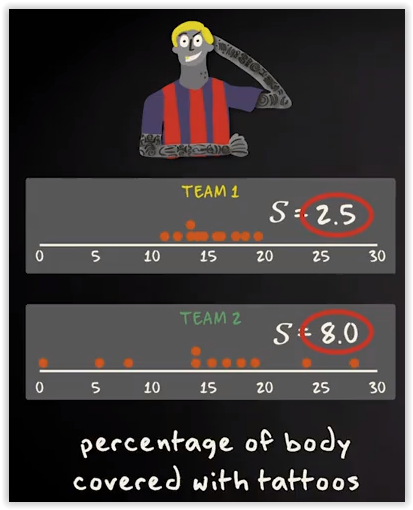 TEAM 1
S = 2.5
0 5 10 15 20 25 30
TEAM 2
S = 8.0
0 5 10 15 20 25 30
percentage of body
covered with tattoos